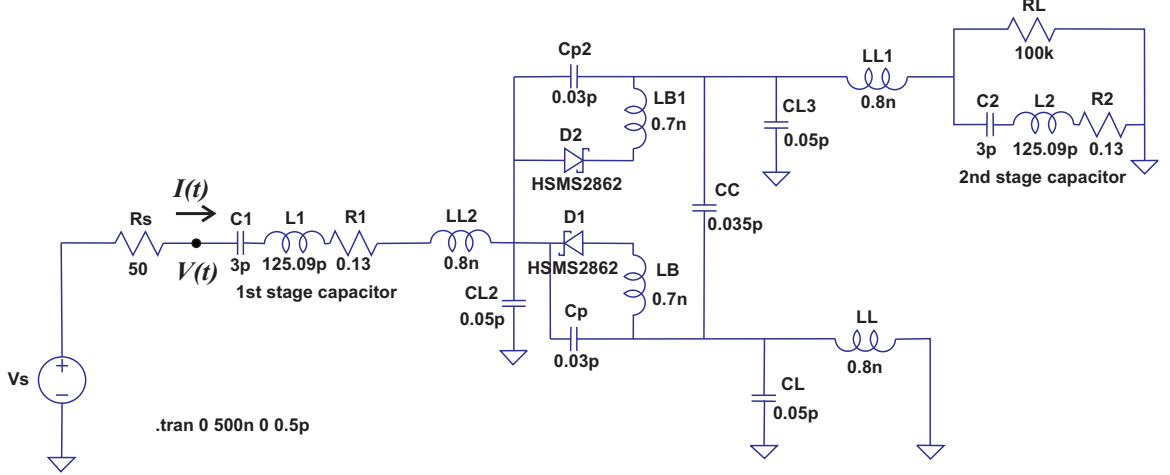 RL
100k
Cp2
0.03p
LL1
0.8n
LB1
0.7n
CL3
0.05p
C2
L2
R2
3p
125.09p
0.13
2nd stage capacitor
D2
HSMS2862
CC
0.035p
I(t)
Rs
50
V(t)
C1
L1
R1
3p
125.09p
0.13
1st stage capacitor
LL2
0.8n
D1
HSMS2862
LB
0.7n
CL2
0.05p
Cp
0.03p
LL
0.8n
CL
0.05p
Vs
.tran 0 500n 0 0.5p